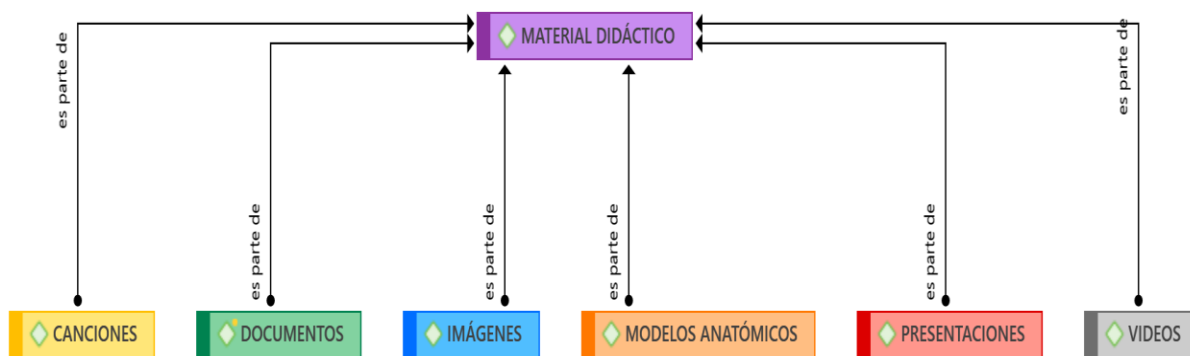 MATERIAL DIDÁCTICO
es parte de
es parte de
es parte de
es parte de
es parte de
es parte de
CANCIONES
DOCUMENTOS
IMÁGENES
MODELOS ANATÓMICOS
PRESENTACIONES
VIDEOS